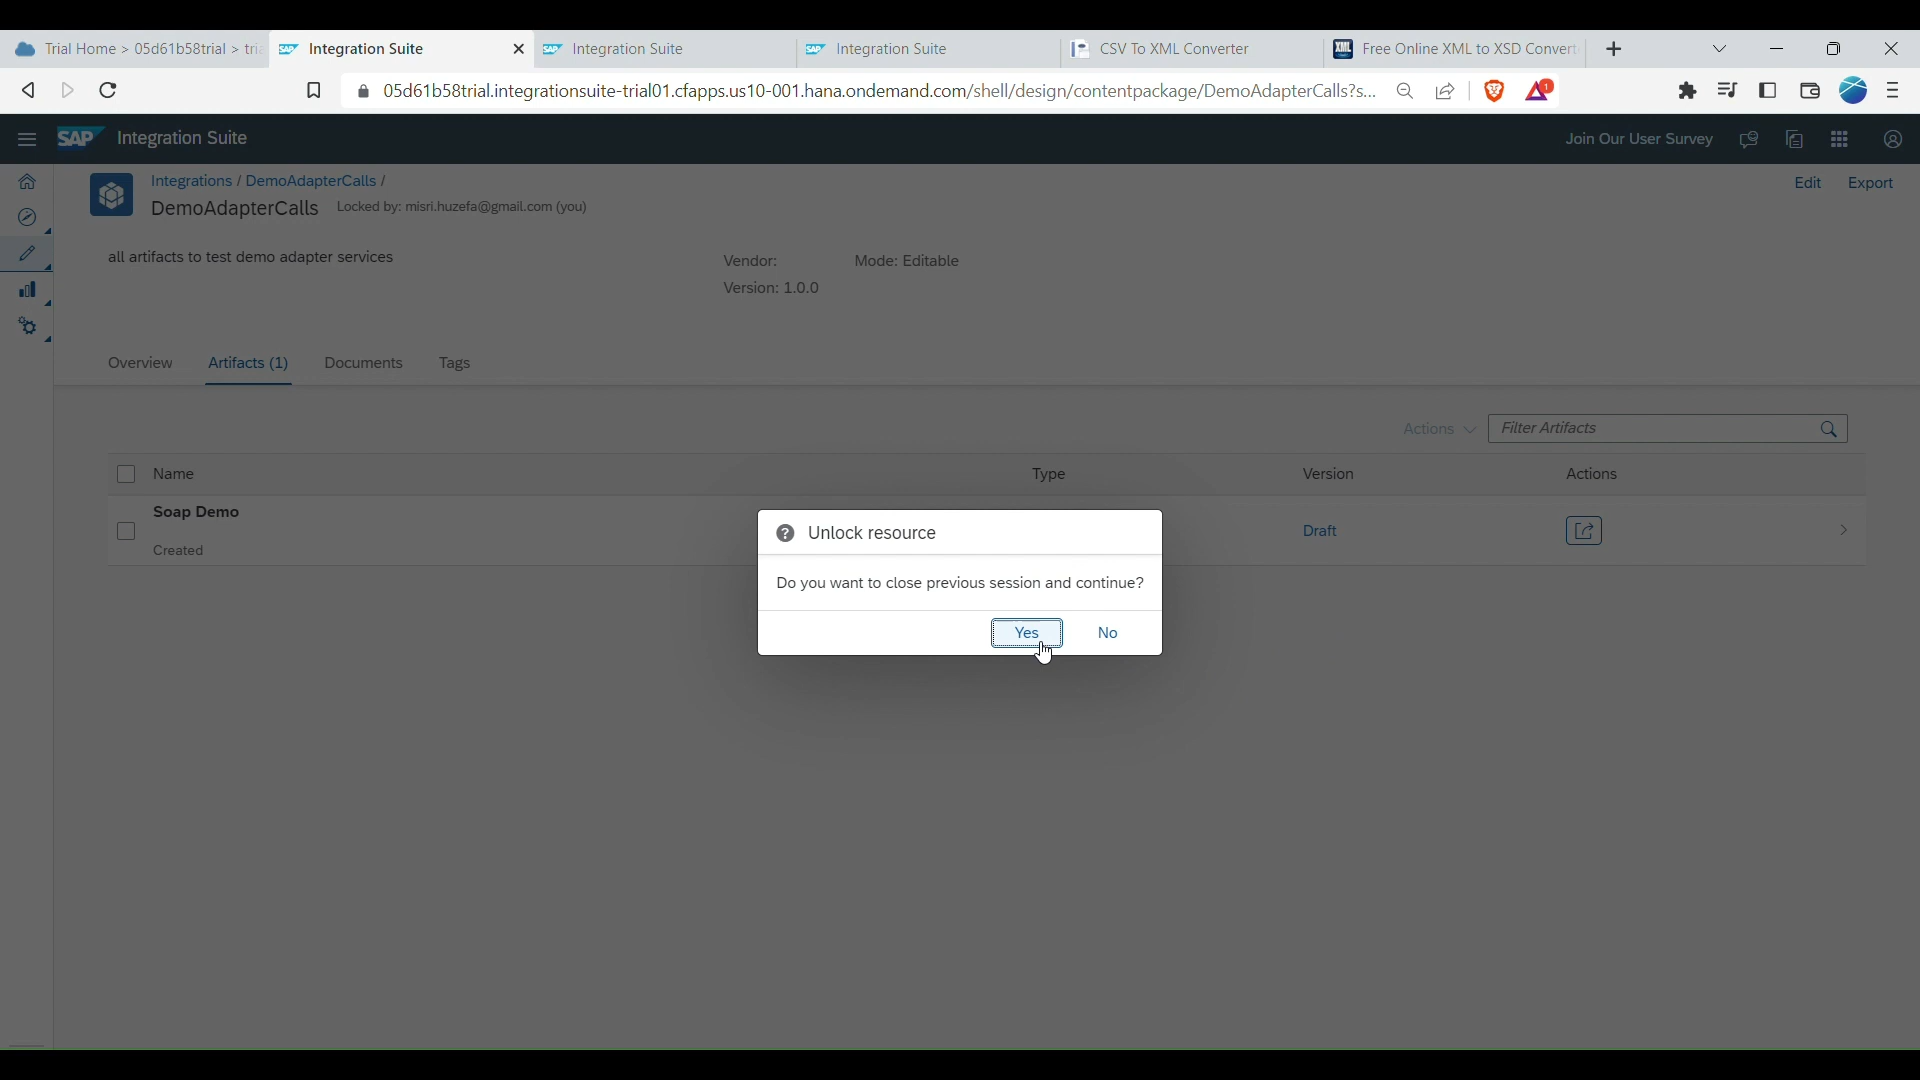 Trial Home > 05d61b58trial > tri
Integration Suite
Integration Suite
Integration Suite
CSV To XML Converter
Free Online XML to XSD Convert
05d61b58trial.integrationsuite-trial01.cfapps.us10-001.hana.ondemand.com/shell/design/contentpackage/DemoAdapterCalls?s...
1
SAP Integration Suite
Join Our User Survey
Integrations / DemoAdapterCalls /
Edit Export
DemoAdapterCalls Locked by: misri.huzefa@gmail.com (you)
all artifacts to test demo adapter services
Vendor: Mode: Editable
Version: 1.0.0
Overview Artifacts (1) Documents Tags
Actions Filter Artifacts
Name Type Version Actions
Soap Demo
Created
Draft
Unlock resource
Do you want to close previous session and continue?
Yes No